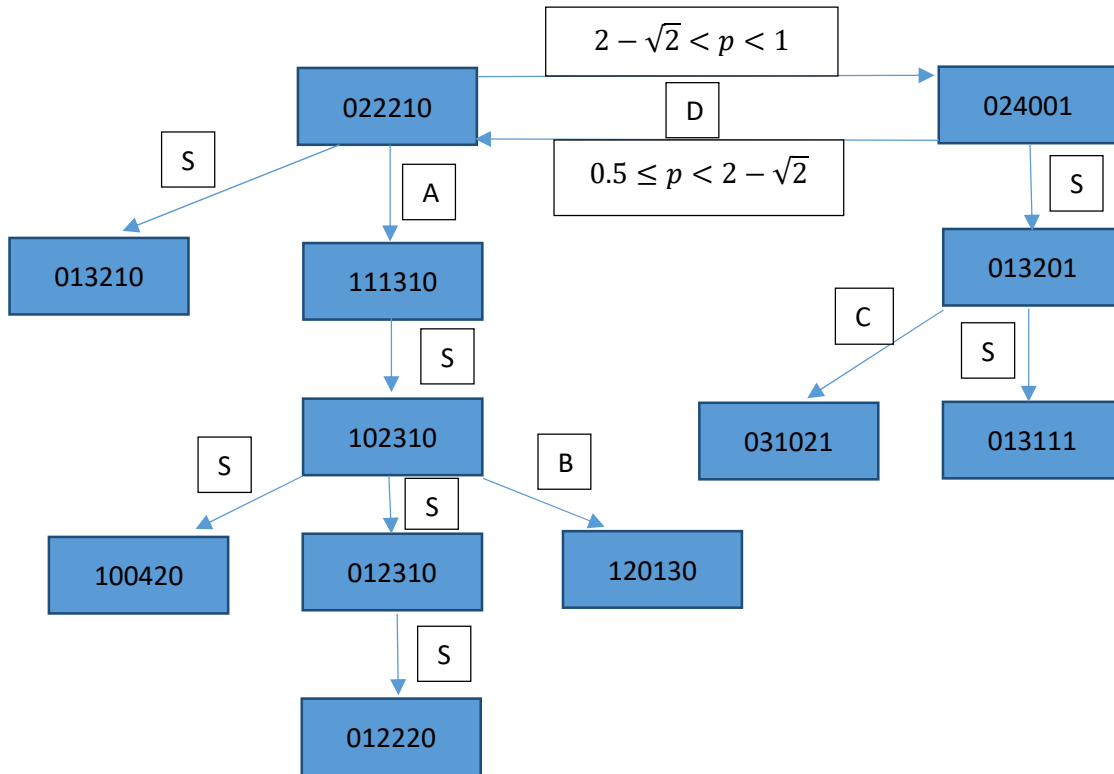 2 − √2 < p < 1
022210
024001
D
0.5 ≤ p < 2 − √2
S
A
S
013210
111310
013201
C
S
S
102310
031021
013111
S
S
B
100420
012310
120130
S
012220